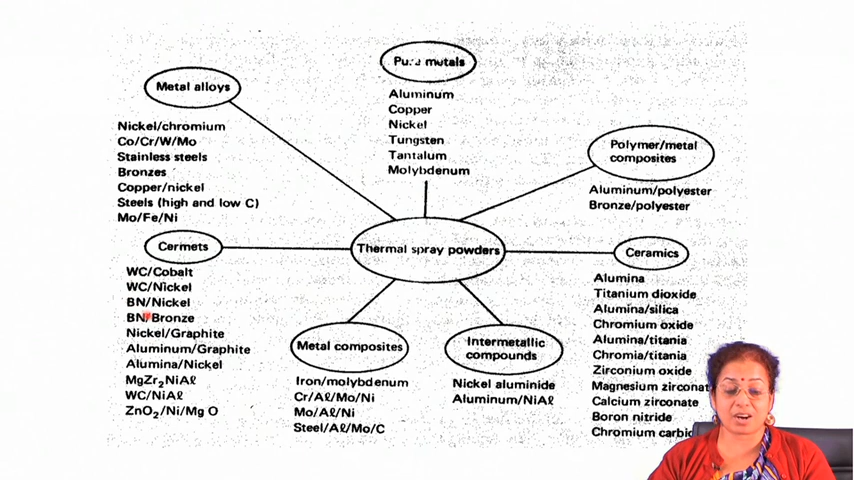 Pure metals
Aluminum
Copper
Nickel
Tungsten
Tantalum
Molybdenum
Metal alloys
Nickel/chromium
Co/Cr/W/Mo
Stainless steels
Bronzes
Copper/nickel
Steels (high and low C)
Mo/Fe/Ni
Polymer/metal
composites
Aluminum/polyester
Bronze/polyester
Thermal spray powders
Cermets
WC/Cobalt
WC/Nickel
BN/Nickel
BN/Bronze
Nickel/Graphite
Aluminum/Graphite
Alumina/Nickel
MgZr2NiAℓ
WC/NiAℓ
ZnO2/Ni/Mg O
Metal composites
Iron/molybdenum
Cr/Aℓ/Mo/Ni
Mo/Aℓ/Ni
Steel/Aℓ/Mo/C
Intermetallic
compounds
Nickel aluminide
Aluminum/NiAℓ
Ceramics
Alumina
Titanium dioxide
Alumina/silica
Chromium oxide
Alumina/titania
Chromia/titania
Zirconium oxide
Magnesium zirconat
Calcium zirconate
Boron nitride
Chromium carbid